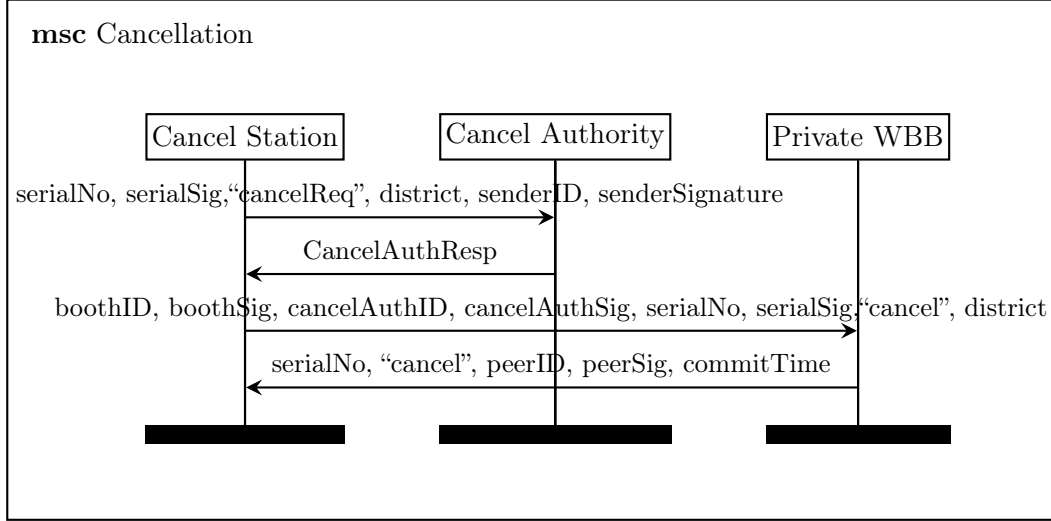 msc Cancellation
Cancel Station Cancel Authority Private WBB
serialNo, serialSig,“cancelReq”, district, senderID, senderSignature
CancelAuthResp
boothID, boothSig, cancelAuthID, cancelAuthSig, serialNo, serialSig,“cancel”, district
serialNo, “cancel”, peerID, peerSig, commitTime